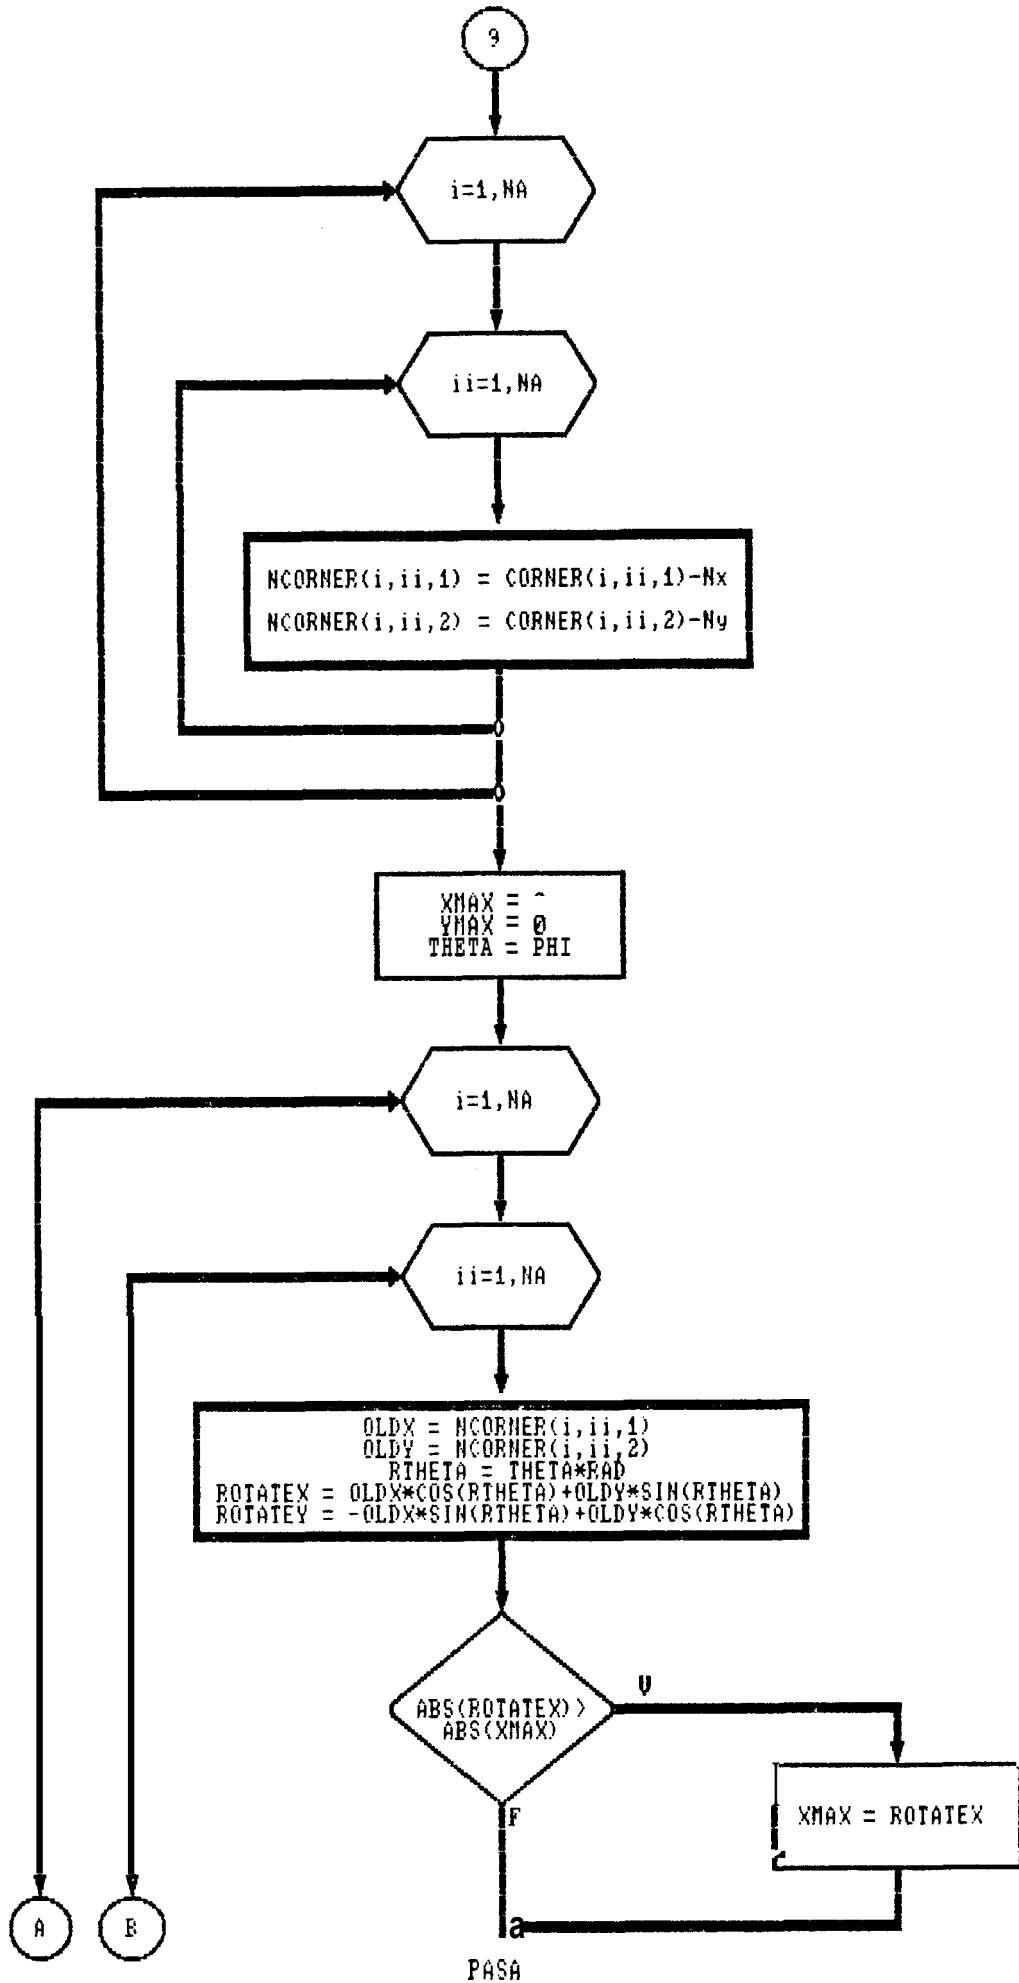 9
i=1,NA
ii=1,NA
NCORNER(i,ii,1) = CORNER(i,ii,1)-Nx
NCORNER(i,ii,2) = CORNER(i,ii,2)-Ny
XMAX =
YMAX = 0
THETA = PHI
i=1,NA
ii=1,NA
OLDX = NCORNER(i,ii,1)
OLDY = NCORNER(i,ii,2)
RTHETA = THETA*RAD
ROTATEX = OLDX*COS(RTHETA)+OLDY*SIN(RTHETA)
ROTATEY = -OLDX*SIN(RTHETA)+OLDY*COS(RTHETA)
V
ABS(ROTATEX)>
ABS(XMAX)
XMAX = ROTATEX
F
A
B
a
PASA